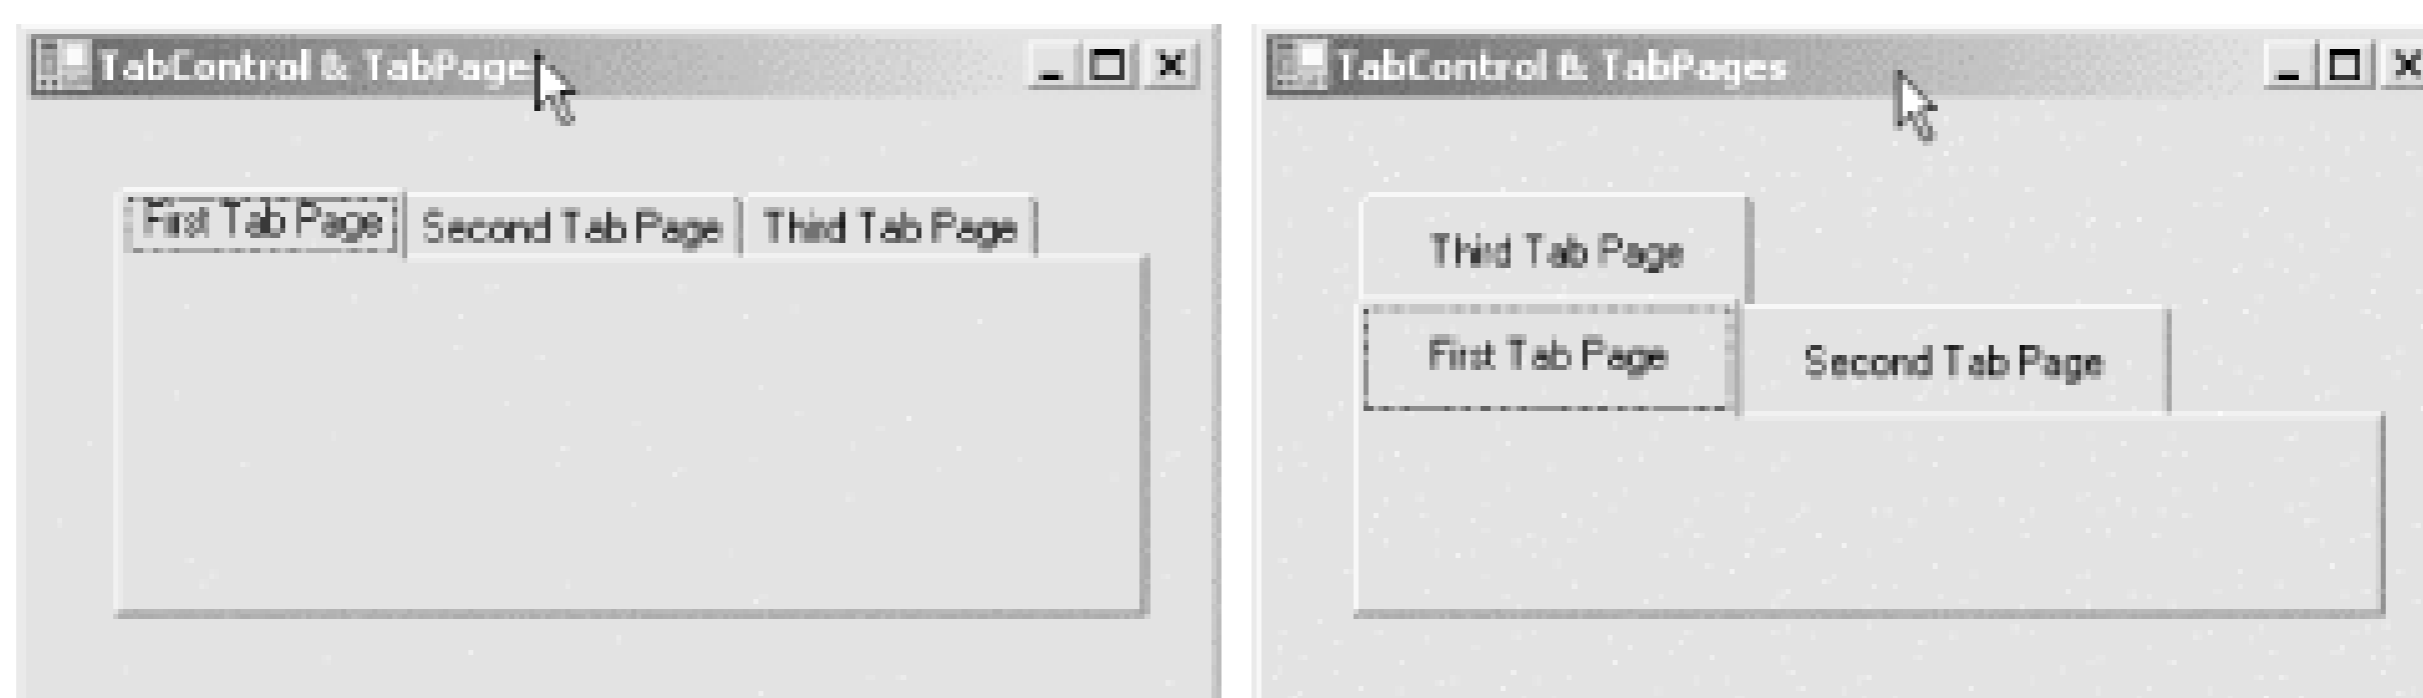 TabControl & TabPages
First Tab Page Second Tab Page Third Tab Page
TabControl & TabPages
Third Tab Page
First Tab Page Second Tab Page